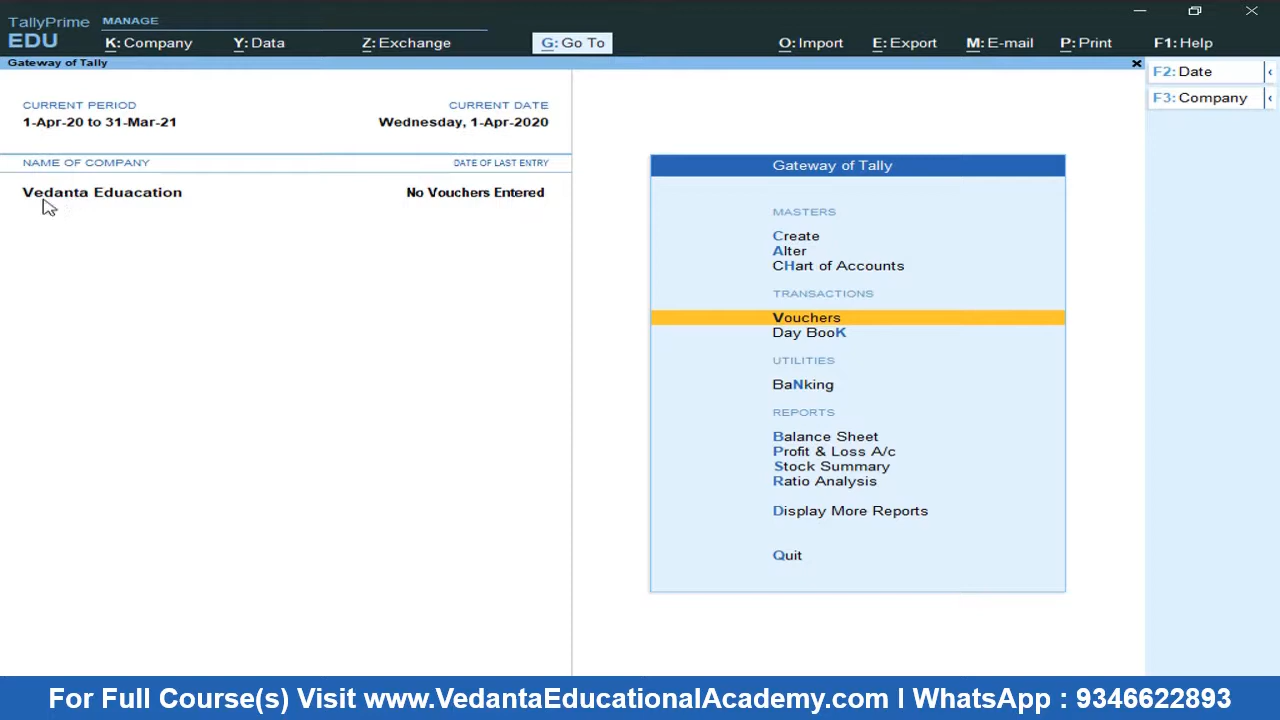 TallyPrime
EDU
MANAGE
K: Company
Y: Data
Z: Exchange
G: Go To
O: Import
E: Export
M: E-mail
P: Print
F1: Help
Gateway of Tally
F2: Date
F3: Company
CURRENT PERIOD
CURRENT DATE
1-Apr-20 to 31-Mar-21
Wednesday, 1-Apr-2020
NAME OF COMPANY
DATE OF LAST ENTRY
Vedanta Eduacation
No Vouchers Entered
Gateway of Tally
MASTERS
Create
Alter
CHart of Accounts
TRANSACTIONS
Vouchers
Day BooK
UTILITIES
BaNking
REPORTS
Balance Sheet
Profit & Loss A/c
Stock Summary
Ratio Analysis
Display More Reports
Quit
For Full Course(s) Visit www.VedantaEducationalAcademy.com I WhatsApp : 9346622893